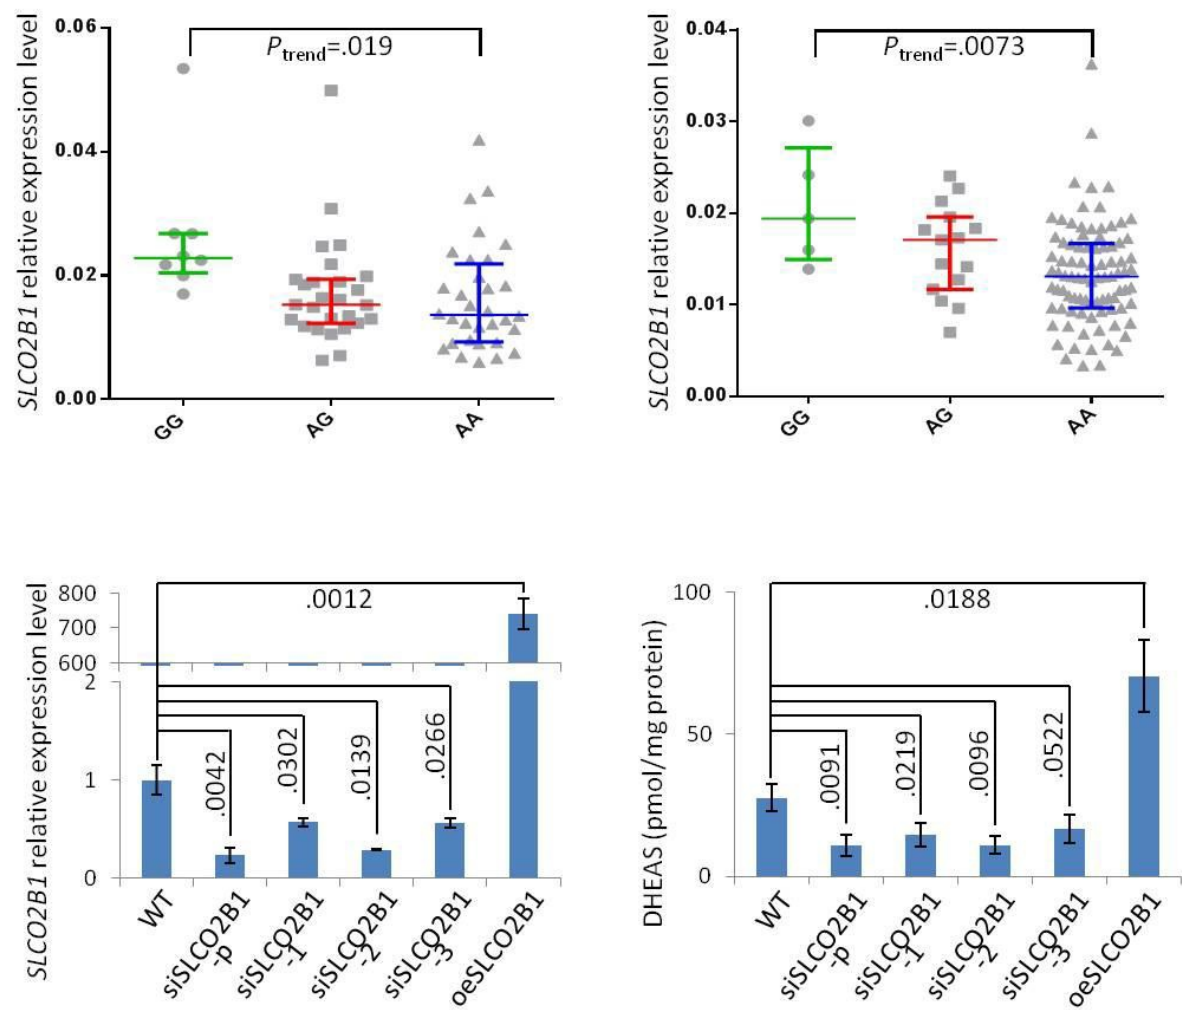 SLCO2B1 relative expression level
0.06
0.04
0.02
0.00
Ptrend=.019
GG
AG
AA
SLCO2B1 relative expression level
0.04
0.03
0.02
0.01
0.00
Ptrend=.0073
GG
AG
AA
SLCO2B1 relative expression level
800
700
600
2
1
0
.0012
.0042
.0302
.0139
.0266
WT
siSLCO2B1
-p
siSLCO2B1
-1
siSLCO2B1
-2
siSLCO2B1
-3
oeSLCO2B1
DHEAS (pmol/mg protein)
100
50
0
.0188
.0091
.0219
.0096
.0522
WT
siSLCO2B1
-p
siSLCO2B1
-1
siSLCO2B1
-2
siSLCO2B1
-3
oeSLCO2B1